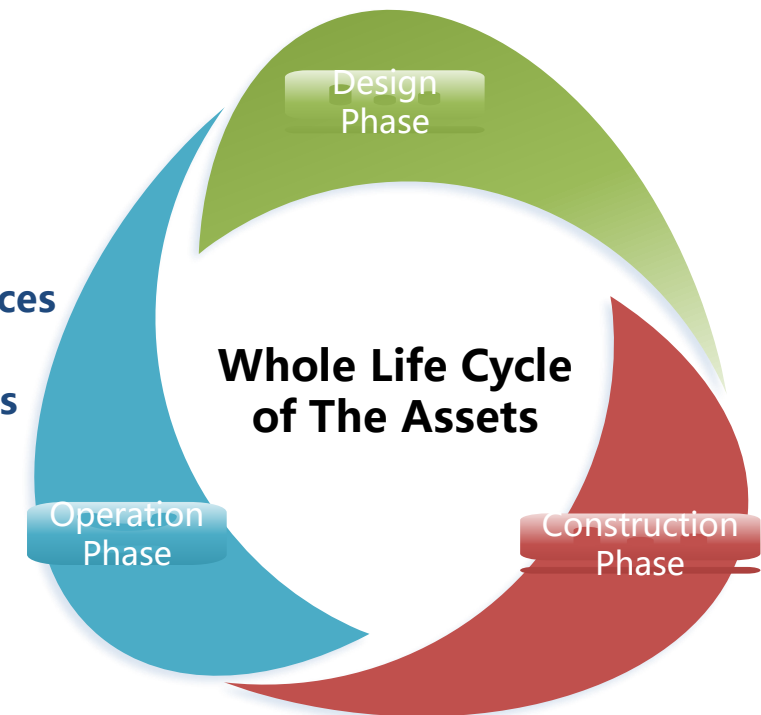 Design
Phase
ces
s
Whole Life Cycle
of The Assets
Operation
Phase
Construction
Phase